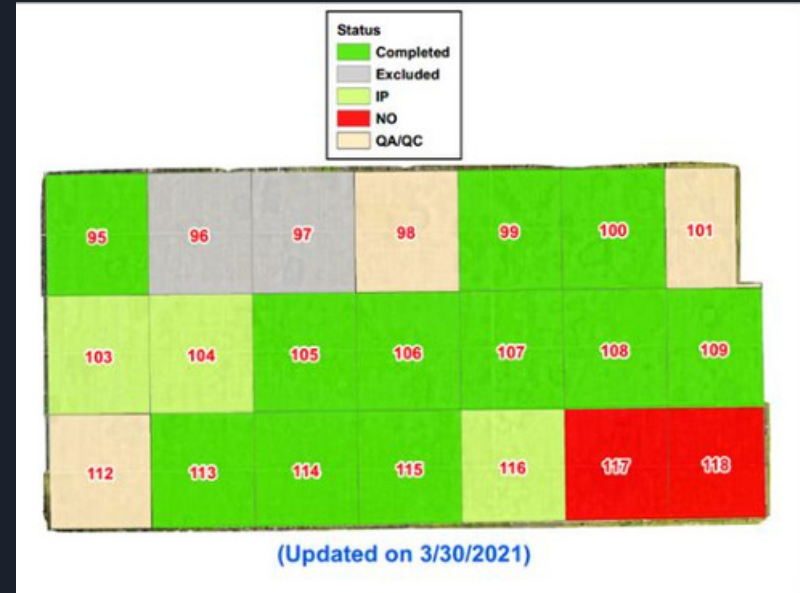 Status
Completed
Excluded
IP
NO
QA/QC
95 96 97 98 99 100 101
103 104 105 106 107 108 109
112 113 114 115 116 117 118
(Updated on 3/30/2021)